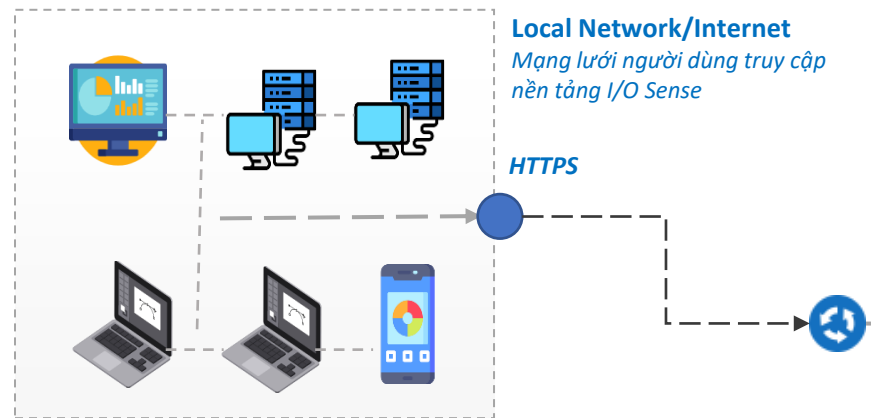 Local Network/Internet
Mạng lưới người dùng truy cập
nền tảng I/O Sense
HTTPS